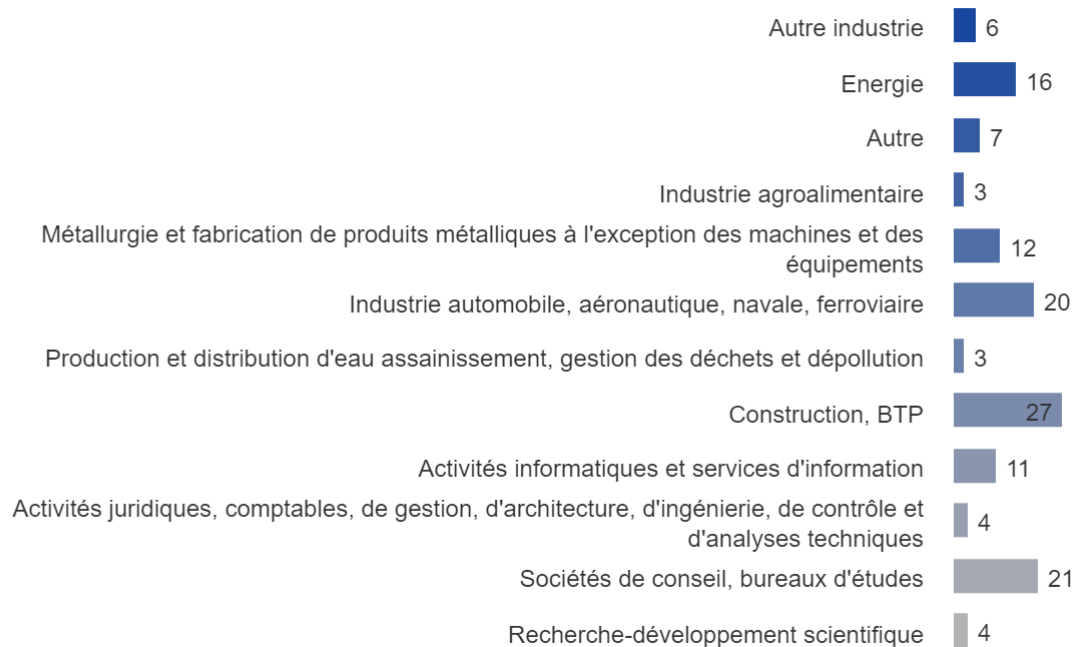 Autre industrie 6
Energie 16
Autre 7
Industrie agroalimentaire 3
Métallurgie et fabrication de produits métalliques à l'exception des machines et des
équipements 12
Industrie automobile, aéronautique, navale, ferroviaire 20
Production et distribution d'eau assainissement, gestion des déchets et dépollution 3
Construction, BTP 27
Activités informatiques et services d'information 11
Activités juridiques, comptables, de gestion, d'architecture, d'ingénierie, de contrôle et
d'analyses techniques 4
Sociétés de conseil, bureaux d'études 21
Recherche-développement scientifique 4